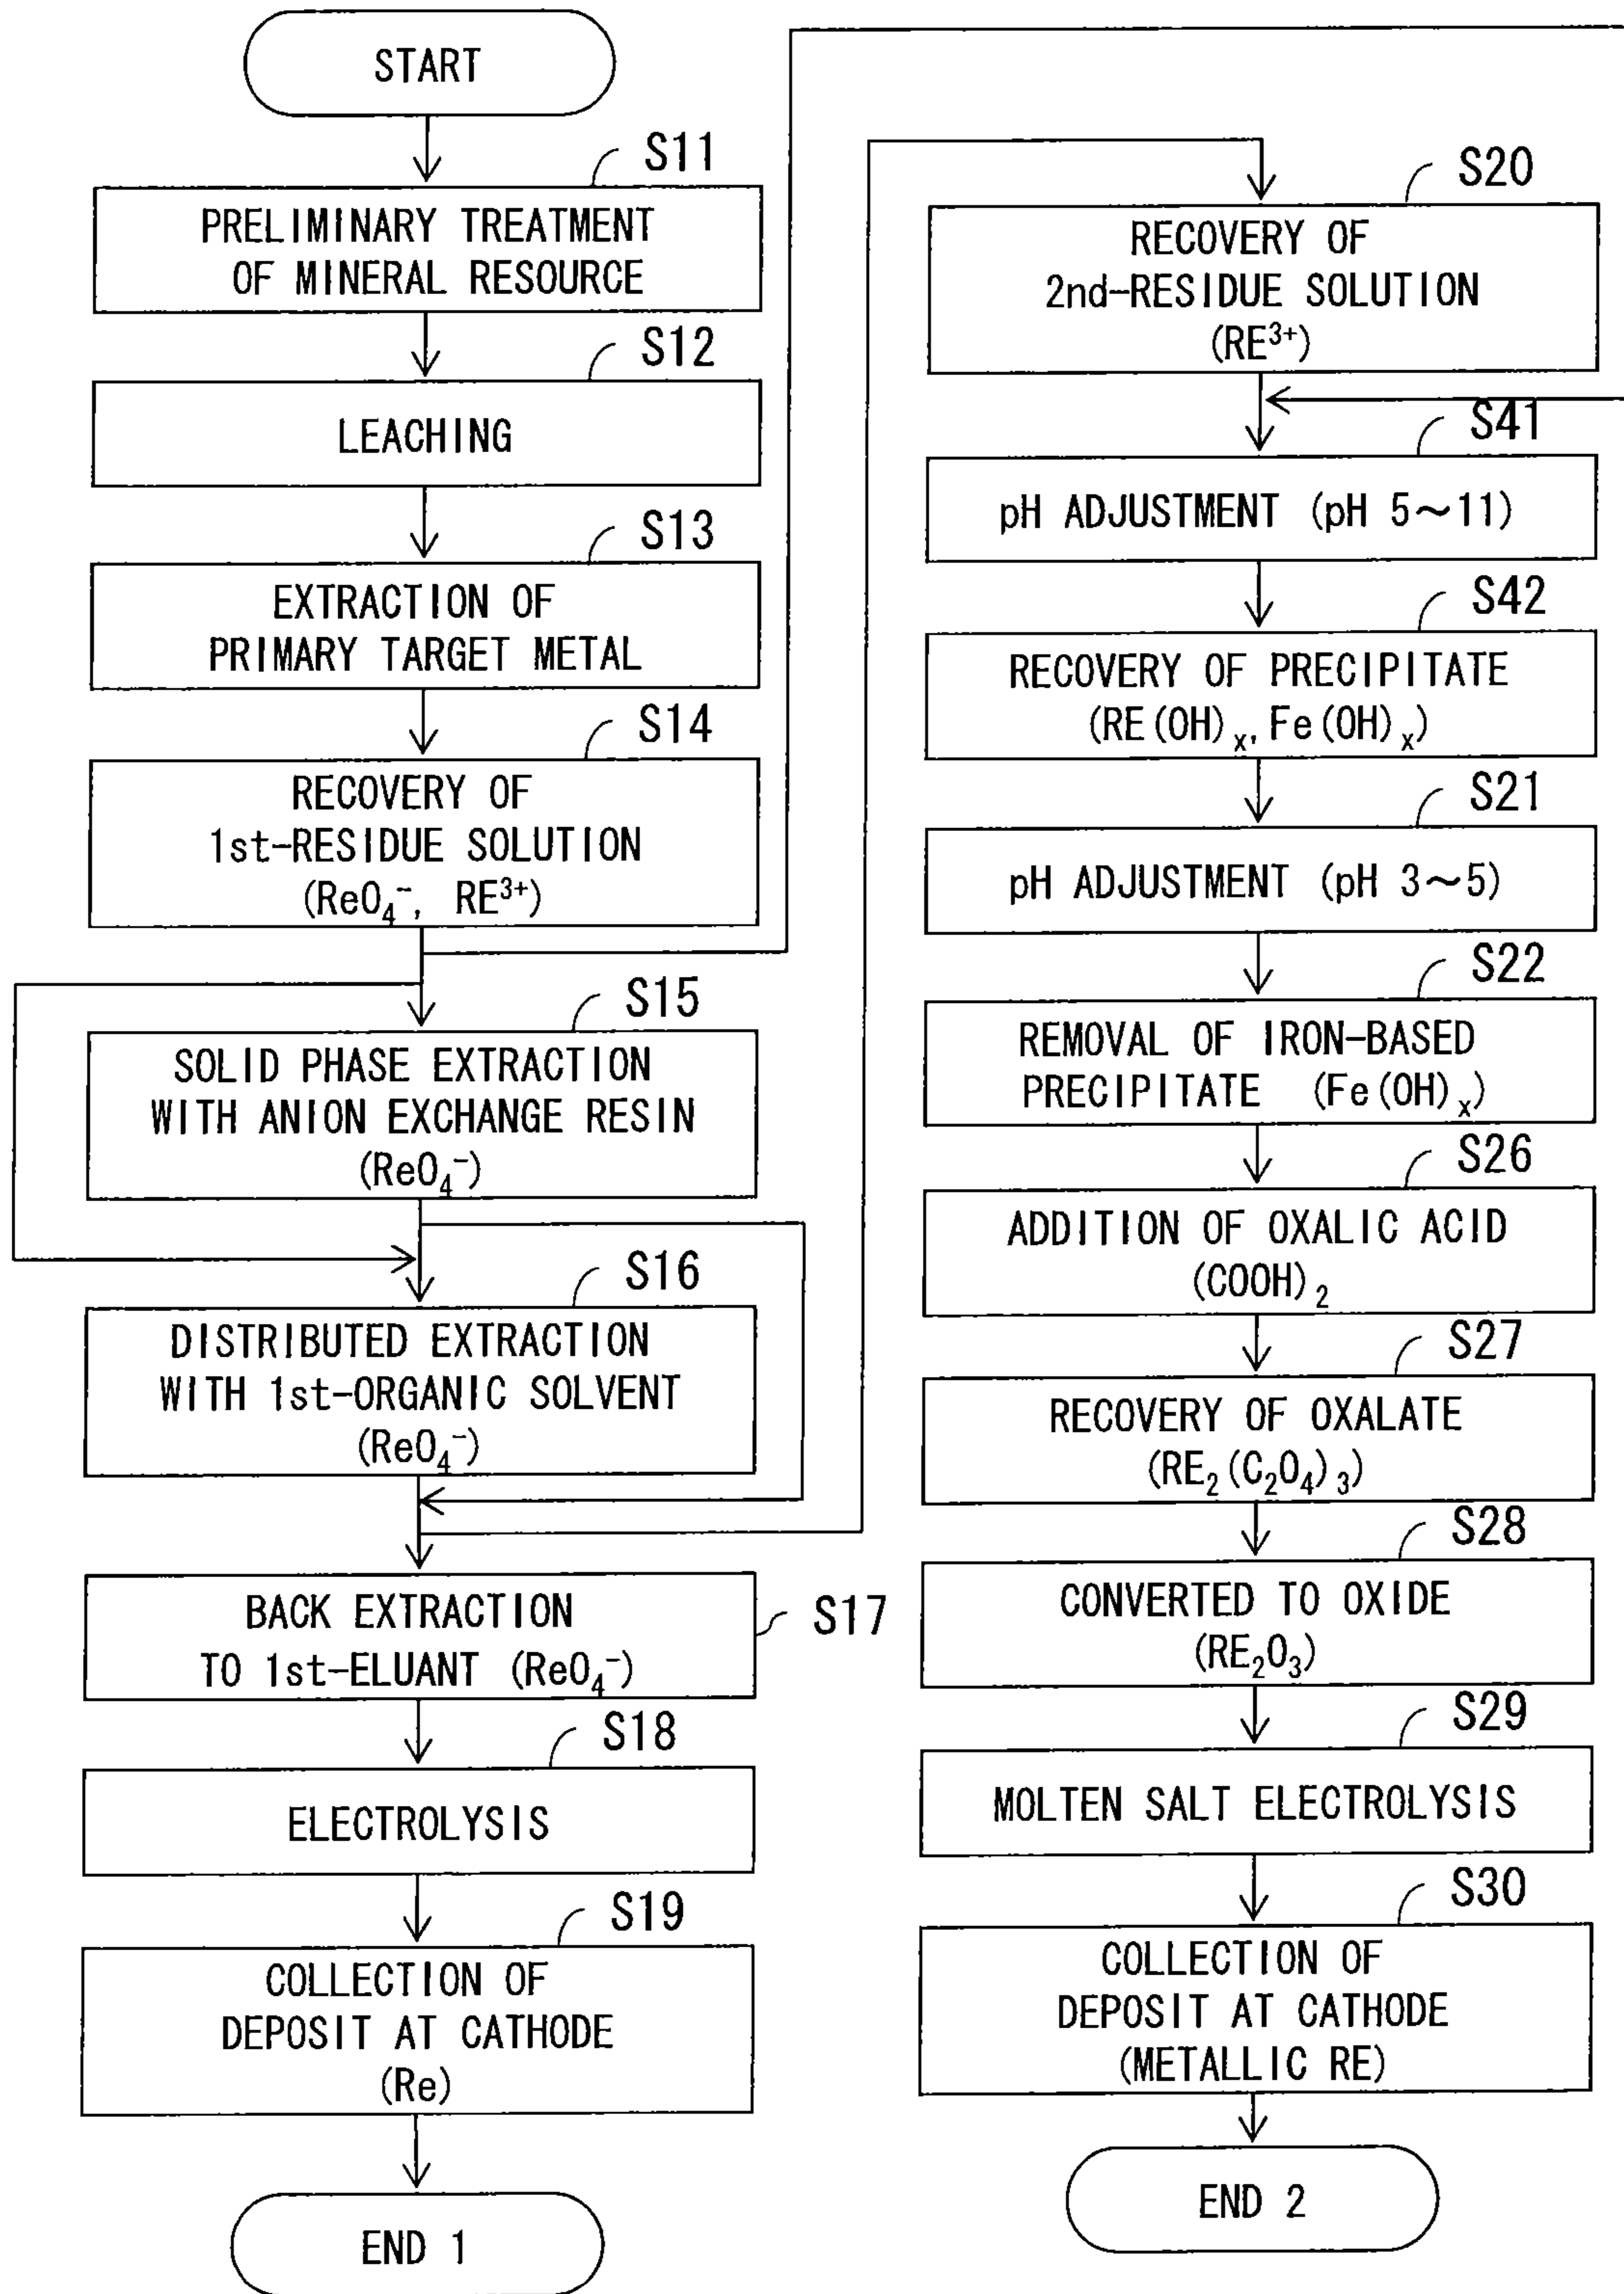 START
S11
PRELIMINARY TREATMENT
OF MINERAL RESOURCE
S12
LEACHING
S13
EXTRACTION OF
PRIMARY TARGET METAL
S14
RECOVERY OF
1st-RESIDUE SOLUTION
(ReO₄⁻, RE³⁺)
S15
SOLID PHASE EXTRACTION
WITH ANION EXCHANGE RESIN
(ReO₄⁻)
S16
DISTRIBUTED EXTRACTION
WITH 1st-ORGANIC SOLVENT
(ReO₄⁻)
BACK EXTRACTION
TO 1st-ELUANT (ReO₄⁻)
S17
S18
ELECTROLYSIS
S19
COLLECTION OF
DEPOSIT AT CATHODE
(Re)
END 1
S20
RECOVERY OF
2nd-RESIDUE SOLUTION
(RE³⁺)
S41
pH ADJUSTMENT (pH 5～11)
S42
RECOVERY OF PRECIPITATE
(RE(OH)ₓ, Fe(OH)ₓ)
S21
pH ADJUSTMENT (pH 3～5)
S22
REMOVAL OF IRON-BASED
PRECIPITATE (Fe(OH)ₓ)
S26
ADDITION OF OXALIC ACID
(COOH)₂
S27
RECOVERY OF OXALATE
(RE₂(C₂O₄)₃)
S28
CONVERTED TO OXIDE
(RE₂O₃)
S29
MOLTEN SALT ELECTROLYSIS
S30
COLLECTION OF
DEPOSIT AT CATHODE
(METALLIC RE)
END 2